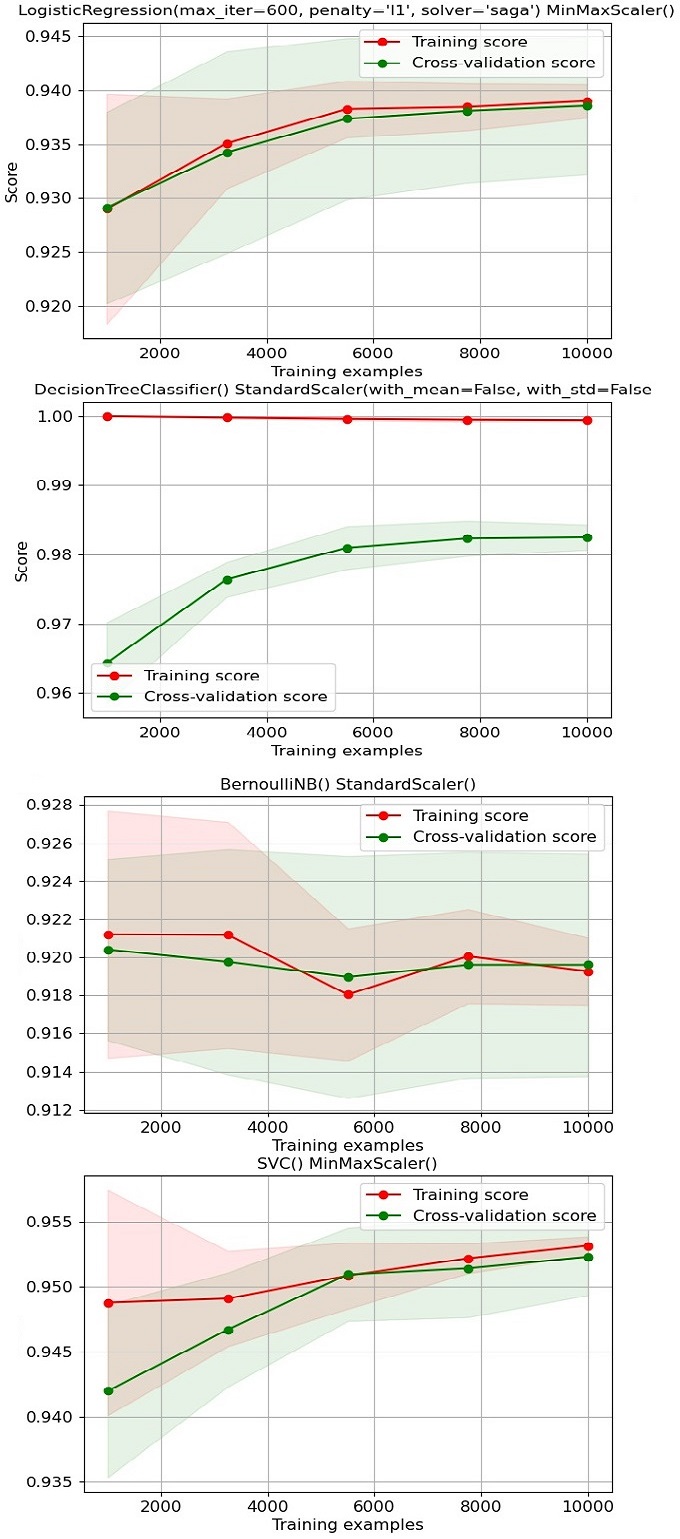 LogisticRegression(max_iter=600, penalty='l1', solver='saga') MinMaxScaler()
0.945
0.940
0.935
0.930
0.925
0.920
Score
Training score
Cross-validation score
2000 4000 6000 8000 10000
Training examples
DecisionTreeClassifier() StandardScaler(with_mean=False, with_std=False
1.00
0.99
0.98
0.97
0.96
Score
Training score
Cross-validation score
2000 4000 6000 8000 10000
Training examples
BernoulliNB() StandardScaler()
0.928
0.926
0.924
0.922
0.920
0.918
0.916
0.914
0.912
Training score
Cross-validation score
2000 4000 6000 8000 10000
Training examples
SVC() MinMaxScaler()
0.955
0.950
0.945
0.940
0.935
Training score
Cross-validation score
2000 4000 6000 8000 10000
Training examples